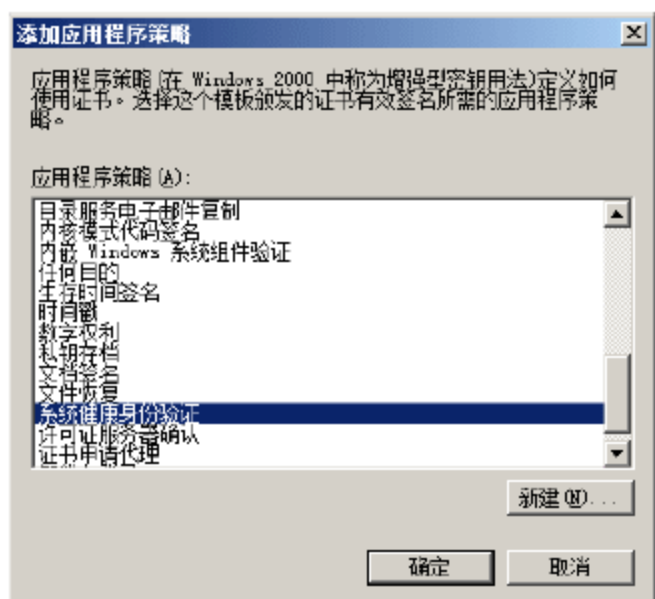 添加应用程序策略
应用程序策略(在 Windows 2000 中称为增强型密钥用法)定义如何
使用证书。选择这个模板颁发的证书有效签名所需的应用程序策
略。
应用程序策略(A):
目录服务电子邮件复制
内核模式代码签名
内嵌 Windows 系统组件验证
任何目的
生存时间签名
时间戳
数字权利
私钥存档
文档签名
文件恢复
系统健康身份验证
许可证服务器确认
证书申请代理
新建(N)...
确定
取消